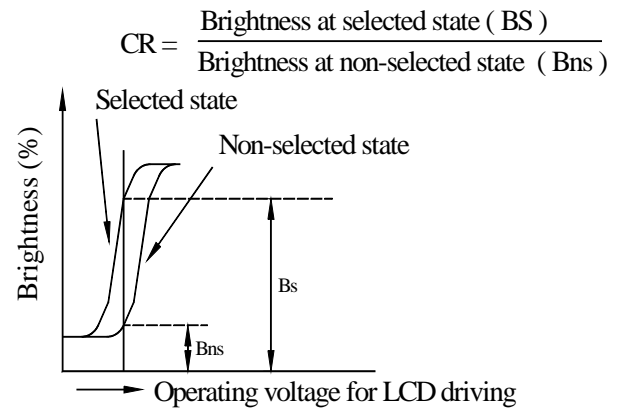 CR = Brightness at selected state ( BS )
Brightness at non-selected state ( Bns )
Selected state
Non-selected state
Brightness (%)
Bs
Bns
Operating voltage for LCD driving